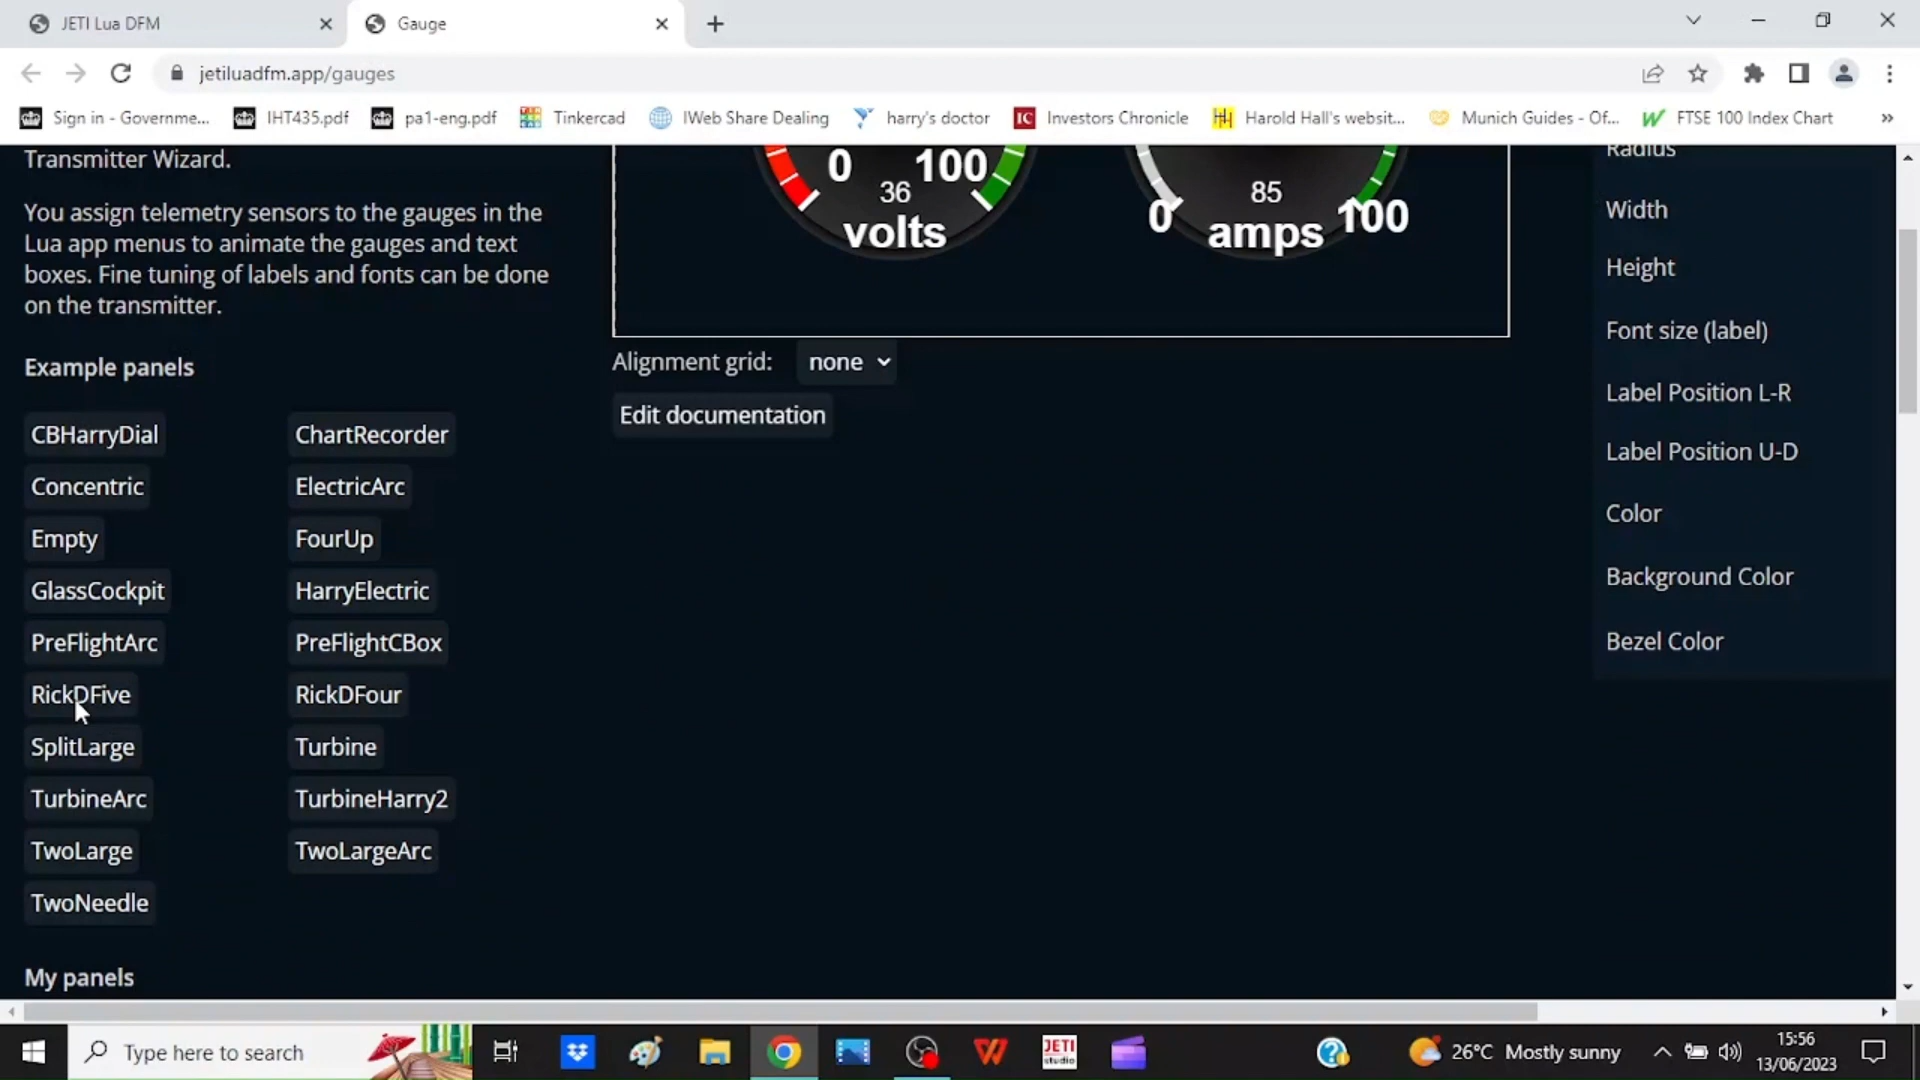 JETI Lua DFM
Gauge
jetiluadfm.app/gauges
Sign in - Governme...
IHT435.pdf
pa1-eng.pdf
Tinkercad
IWeb Share Dealing
harry's doctor
IC
Investors Chronicle
Harold Hall's websit...
Munich Guides - Of...
FTSE 100 Index Chart
Transmitter Wizard.
You assign telemetry sensors to the gauges in the
Lua app menus to animate the gauges and text
boxes. Fine tuning of labels and fonts can be done
on the transmitter.
Example panels
CBHarryDial
ChartRecorder
Concentric
ElectricArc
Empty
FourUp
GlassCockpit
HarryElectric
PreFlightArc
PreFlightCBox
RickDFive
RickDFour
SplitLarge
Turbine
TurbineArc
TurbineHarry2
TwoLarge
TwoLargeArc
TwoNeedle
My panels
0 100
36
volts
0 100
85
amps
Alignment grid: none
Edit documentation
Radius
Width
Height
Font size (label)
Label Position L-R
Label Position U-D
Color
Background Color
Bezel Color
Type here to search
JETI
studio
26°C Mostly sunny
15:56
13/06/2023